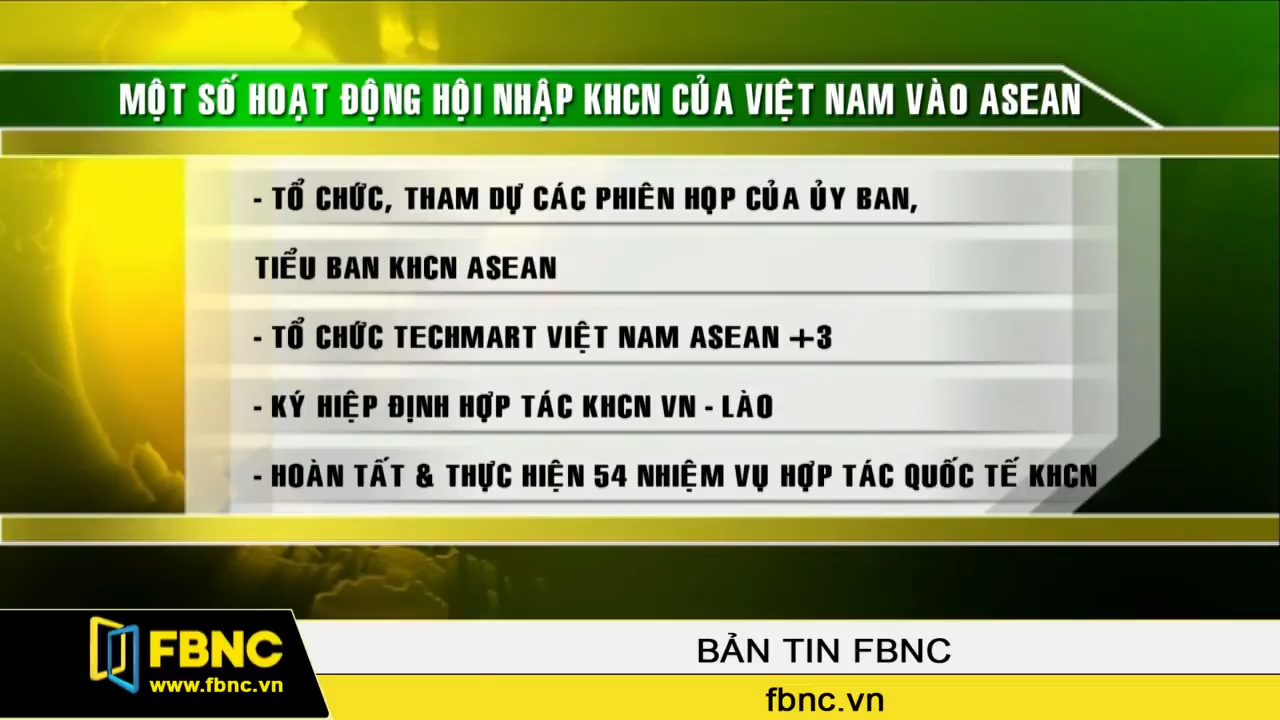 MỘT SỐ HOẠT ĐỘNG HỘI NHẬP KHCN CỦA VIỆT NAM VÀO ASEAN
- TỔ CHỨC, THAM DỰ CÁC PHIÊN HỌP CỦA ỦY BAN,
TIỂU BAN KHCN ASEAN
- TỔ CHỨC TECHMART VIỆT NAM ASEAN +3
- KÝ HIỆP ĐỊNH HỢP TÁC KHCN VN - LÀO
- HOÀN TẤT & THỰC HIỆN 54 NHIỆM VỤ HỢP TÁC QUỐC TẾ KHCN
FBNC
www.fbnc.vn
BẢN TIN FBNC
fbnc.vn